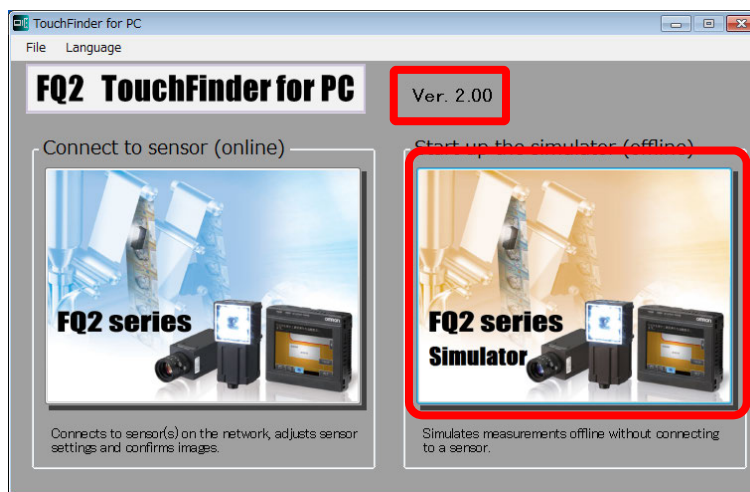 TouchFinder for PC
File Language
FQ2 TouchFinder for PC
Ver. 2.00
Connect to sensor (online)
FQ2 series
omron
Connects to sensor(s) on the network, adjusts sensor
settings and confirms images.
Start up the simulator (offline)
FQ2 series
Simulator
omron
Simulates measurements offline without connecting
to a sensor.